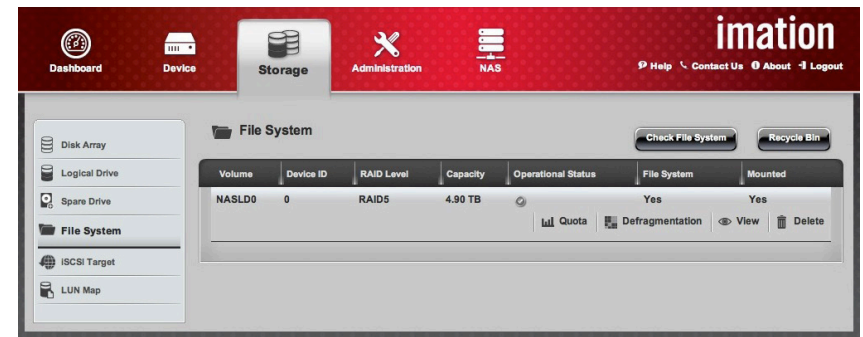 imation
Dashboard Device Storage Administration NAS
Help Contact Us About Logout
File System Check File System Recycle Bin
Disk Array
Logical Drive
Spare Drive
File System
iSCSI Target
LUN Map
Volume Device ID RAID Level Capacity Operational Status File System Mounted
NASLD0 0 RAID5 4.90 TB Yes Yes
Quota Defragmentation View Delete